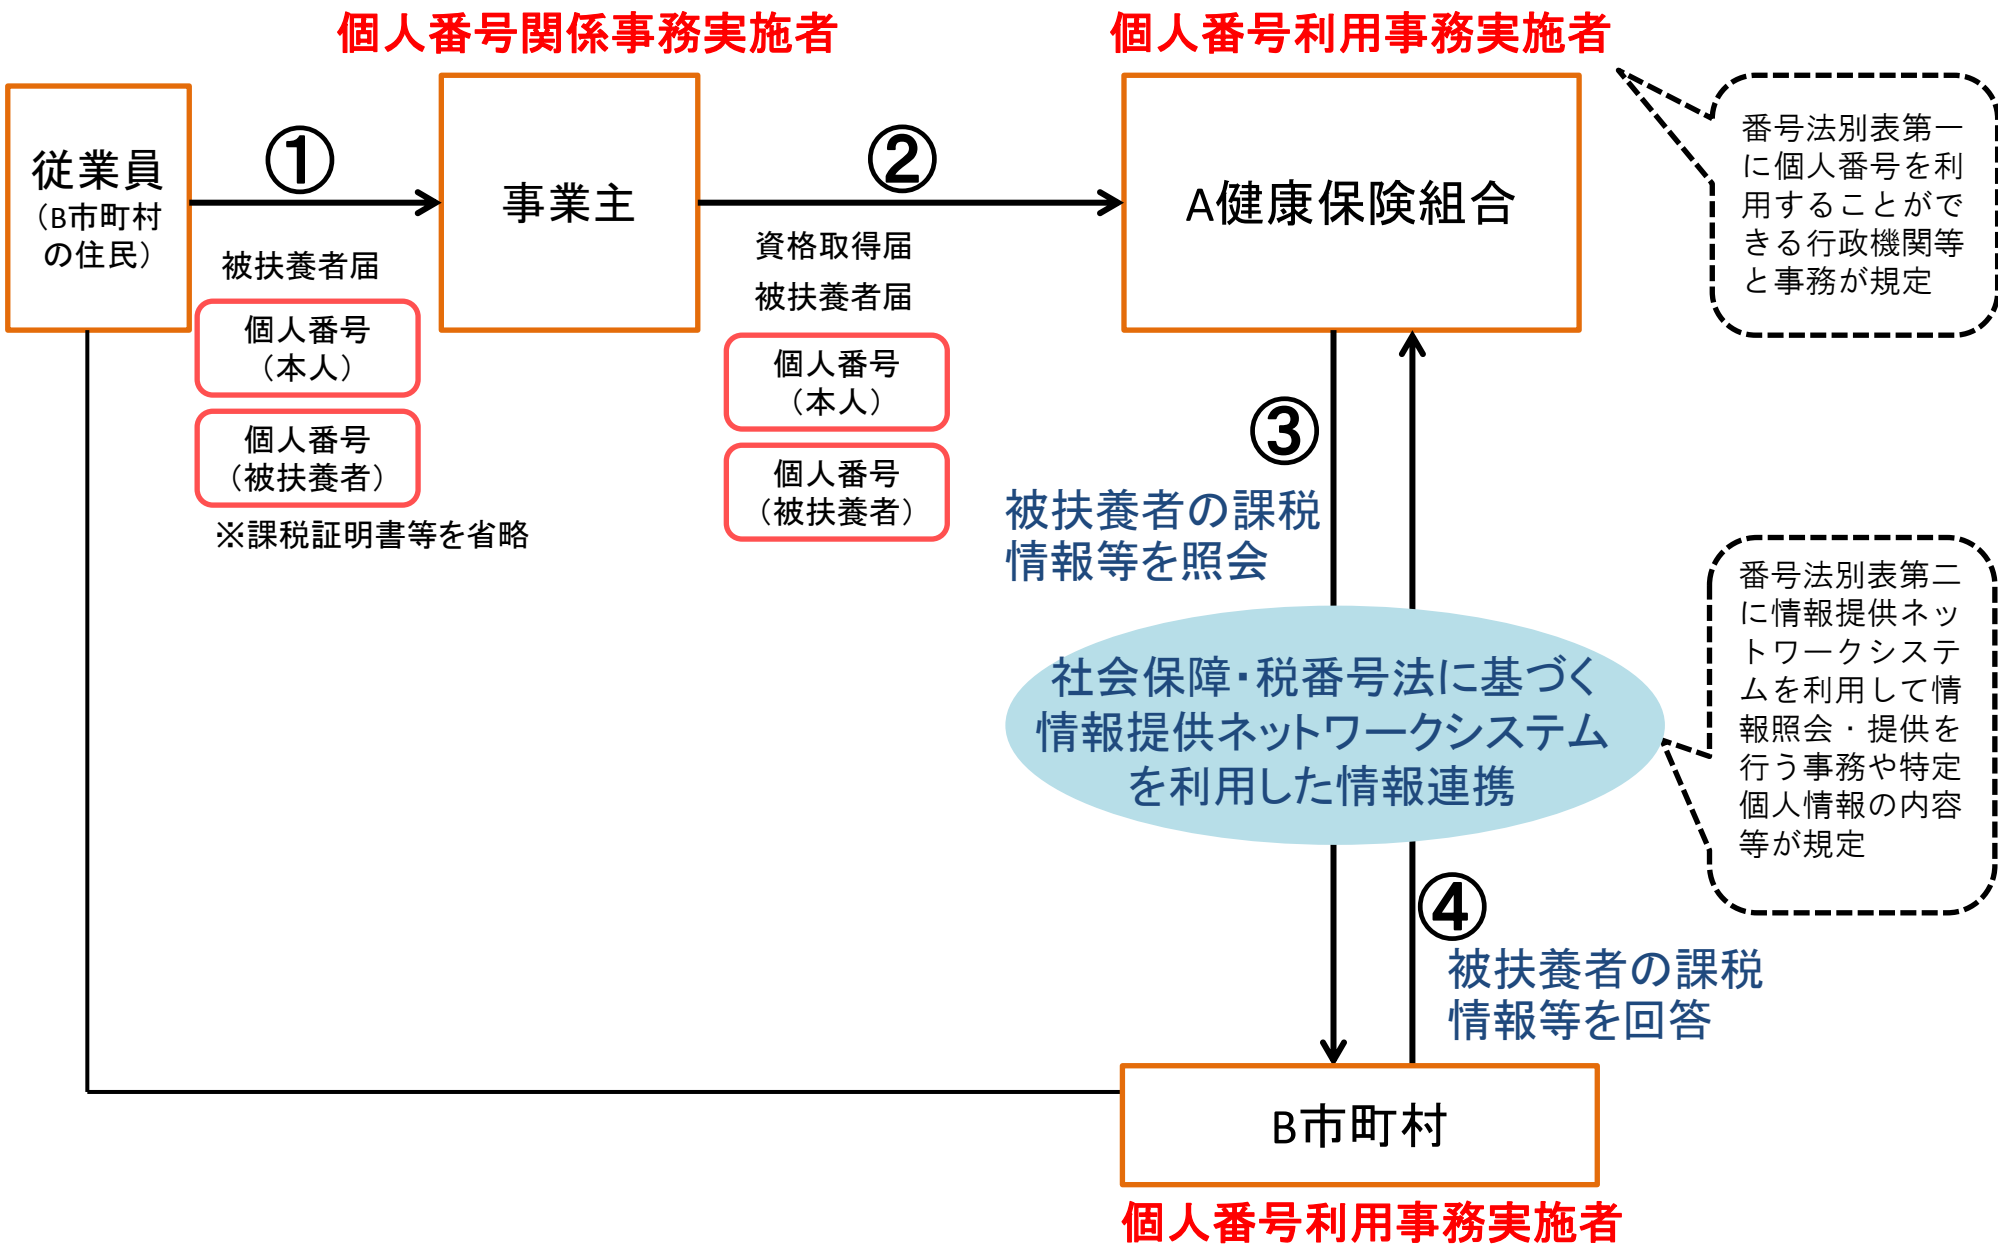 個人番号関係事務実施者
個人番号利用事務実施者
従業員
（B市町村
の住民）
①
事業主
②
A健康保険組合
番号法別表第一
に個人番号を利
用することがで
きる行政機関等
と事務が規定
被扶養者届
個人番号
（本人）
個人番号
（被扶養者）
※課税証明書等を省略
資格取得届
被扶養者届
個人番号
（本人）
個人番号
（被扶養者）
③
被扶養者の課税
情報等を照会
社会保障・税番号法に基づく
情報提供ネットワークシステム
を利用した情報連携
番号法別表第二
に情報提供ネッ
トワークシステ
ムを利用して情
報照会・提供を
行う事務や特定
個人情報の内容
等が規定
④
被扶養者の課税
情報等を回答
B市町村
個人番号利用事務実施者